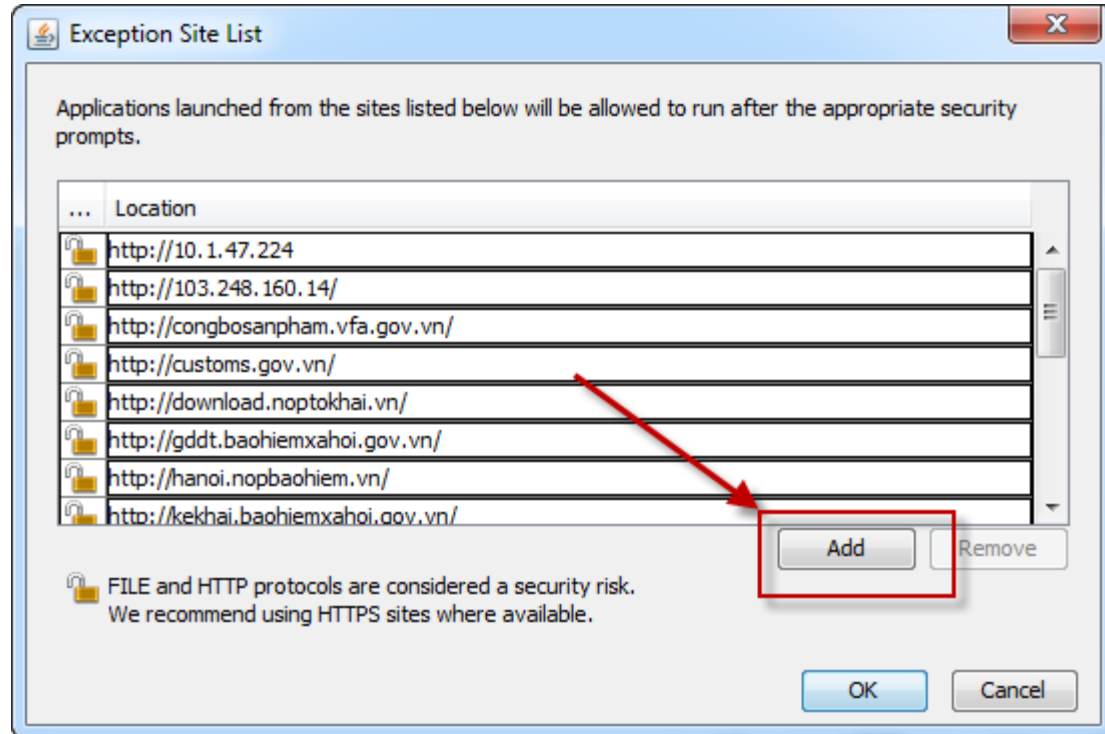 Exception Site List
Applications launched from the sites listed below will be allowed to run after the appropriate security
prompts.
... Location
http://10.1.47.224
http://103.248.160.14/
http://congbosanpham.vfa.gov.vn/
http://customs.gov.vn/
http://download.noptokhai.vn/
http://gddt.baohiemxahoi.gov.vn/
http://hanoi.nopbaohiem.vn/
http://kekhai.baohiemxahoi.gov.vn/
Add Remove
FILE and HTTP protocols are considered a security risk.
We recommend using HTTPS sites where available.
OK Cancel